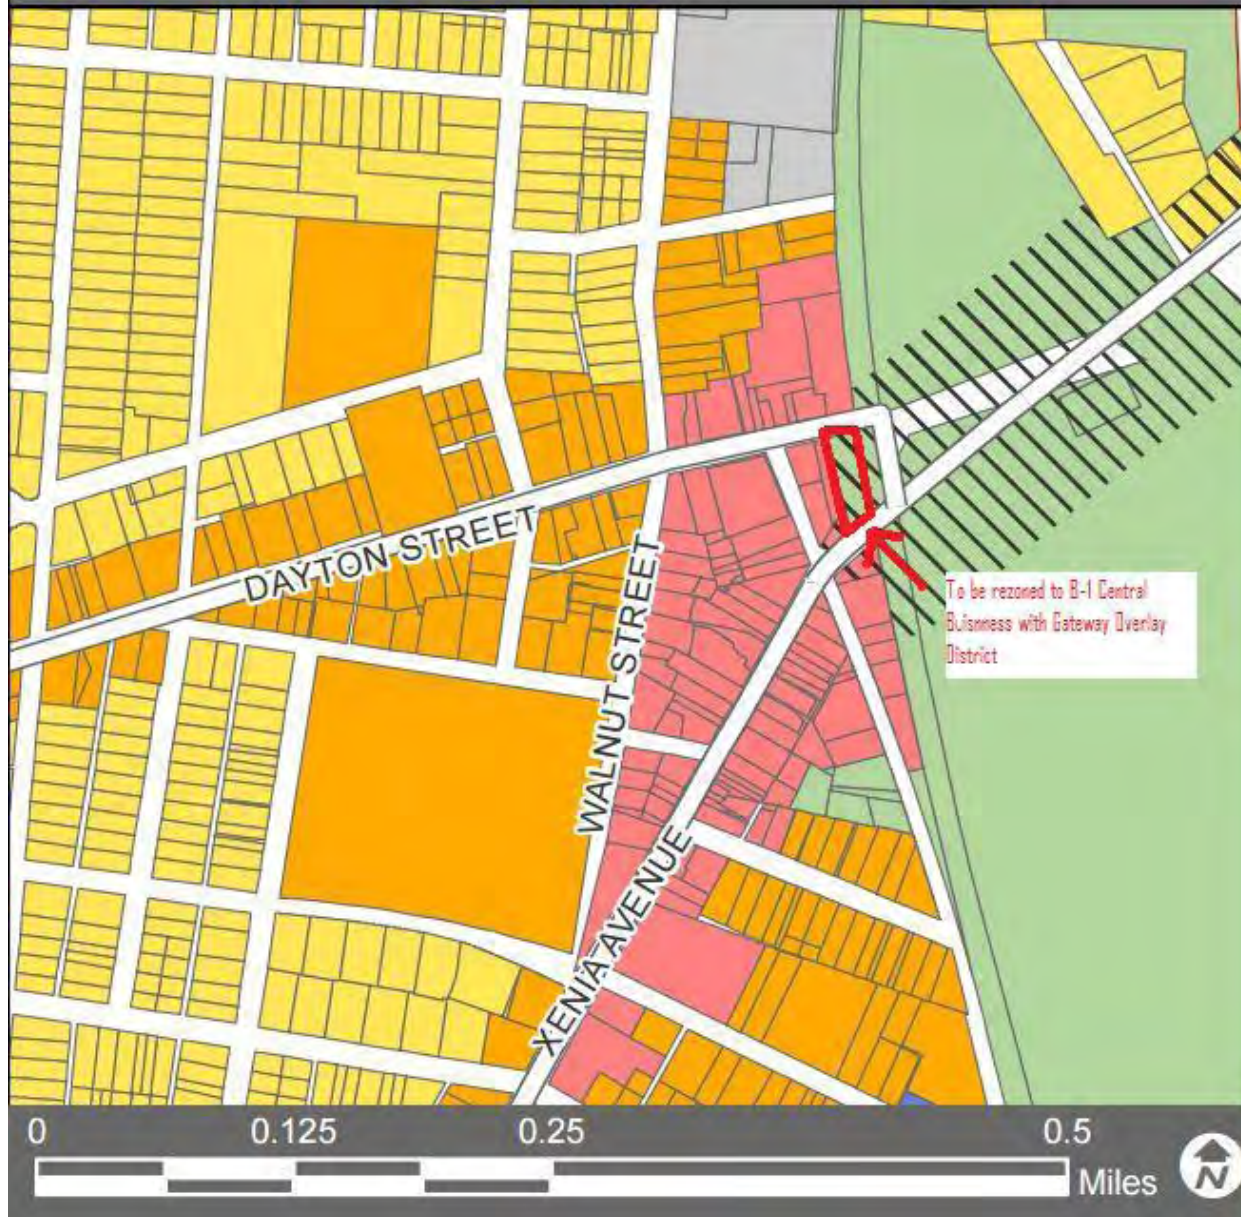 DAYTON STREET
WALNUT STREET
To be rezoned to B-1 Central
Buisnness with Gateway Overlay
District
XENIA AVENUE
0 0.125 0.25 0.5
Miles
N